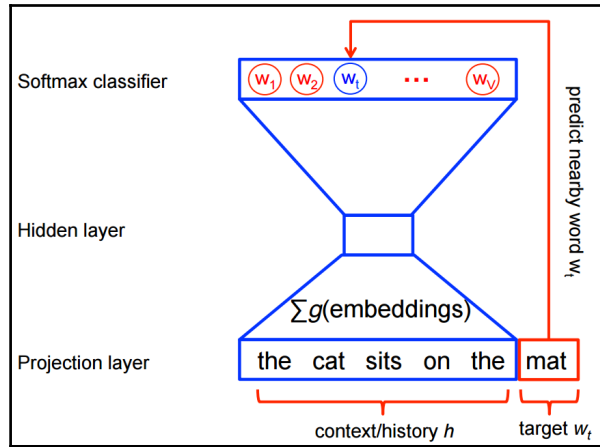 Softmax classifier
w1 w2 wt ... wV
predict nearby word wt
Hidden layer
∑g(embeddings)
Projection layer
the cat sits on the mat
context/history h
target wt